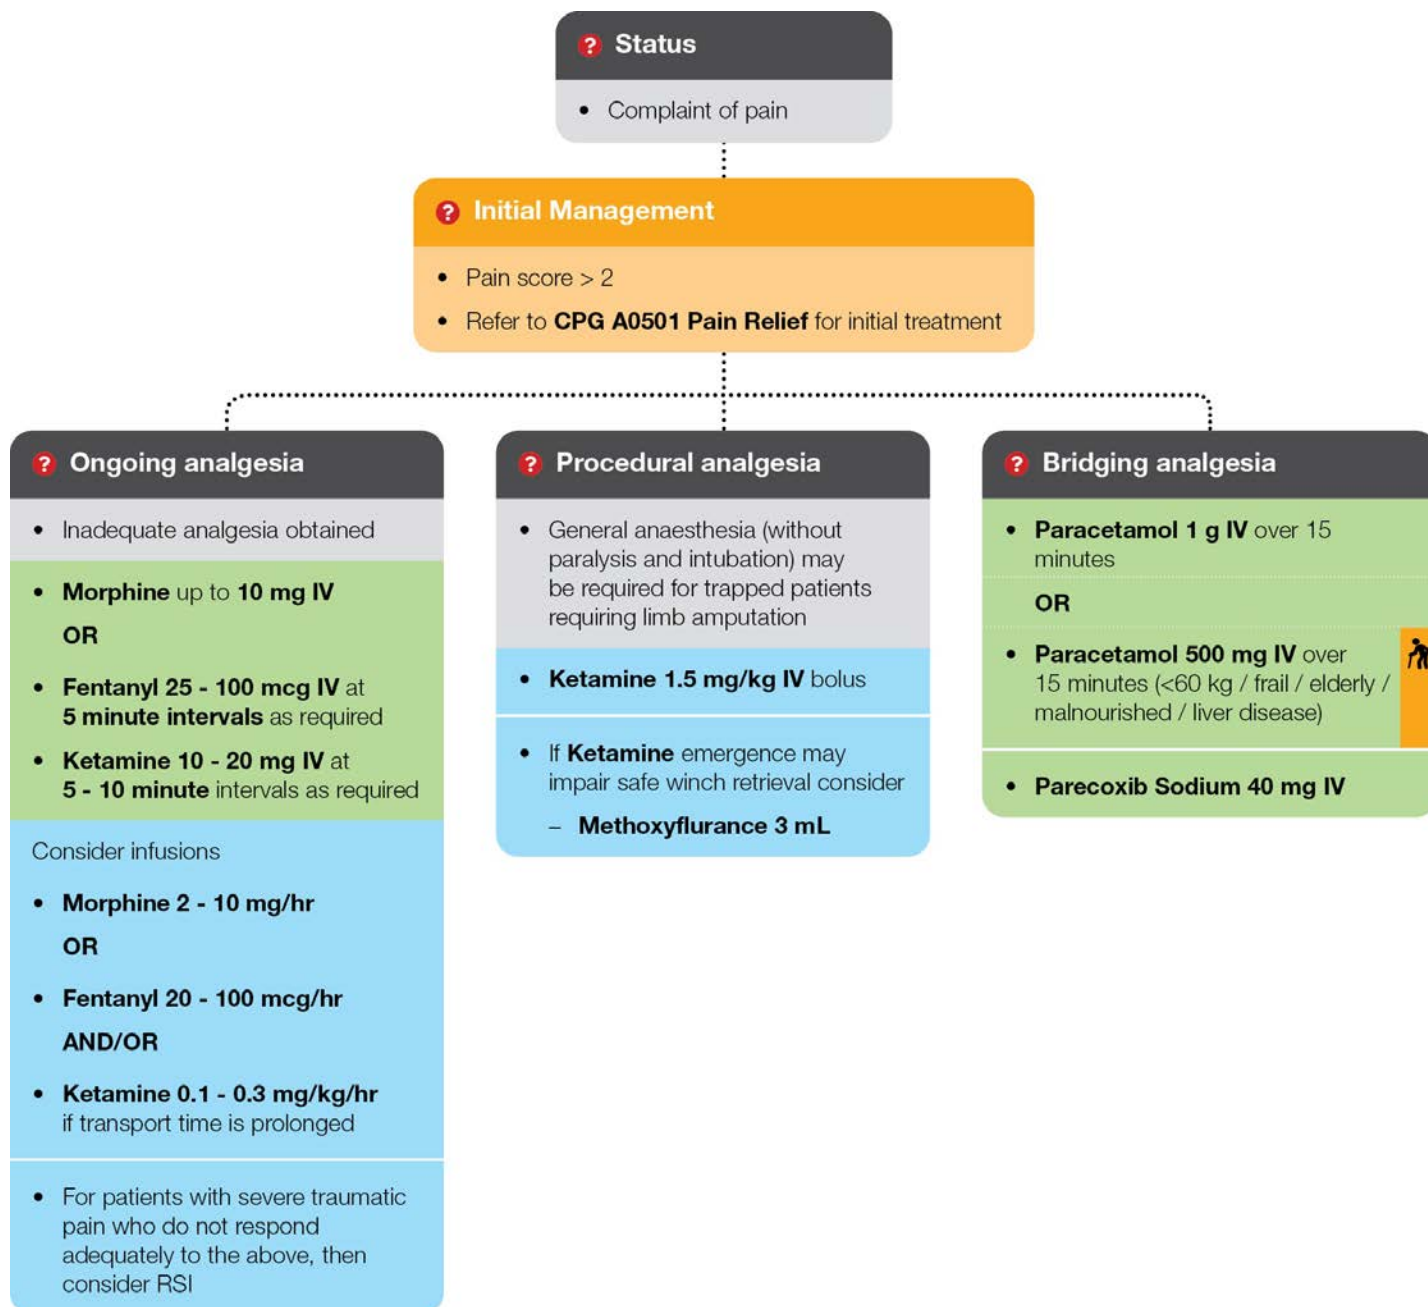 ? Status
• Complaint of pain
? Initial Management
• Pain score > 2
• Refer to CPG A0501 Pain Relief for initial treatment
? Ongoing analgesia
• Inadequate analgesia obtained
• Morphine up to 10 mg IV
OR
• Fentanyl 25 - 100 mcg IV at
5 minute intervals as required
• Ketamine 10 - 20 mg IV at
5 - 10 minute intervals as required
Consider infusions
• Morphine 2 - 10 mg/hr
OR
• Fentanyl 20 - 100 mcg/hr
AND/OR
• Ketamine 0.1 - 0.3 mg/kg/hr
if transport time is prolonged
• For patients with severe traumatic
pain who do not respond
adequately to the above, then
consider RSI
? Procedural analgesia
• General anaesthesia (without
paralysis and intubation) may
be required for trapped patients
requiring limb amputation
• Ketamine 1.5 mg/kg IV bolus
• If Ketamine emergence may
impair safe winch retrieval consider
– Methoxyflurance 3 mL
? Bridging analgesia
• Paracetamol 1 g IV over 15
minutes
OR
• Paracetamol 500 mg IV over
15 minutes (<60 kg / frail / elderly /
malnourished / liver disease)
• Parecoxib Sodium 40 mg IV